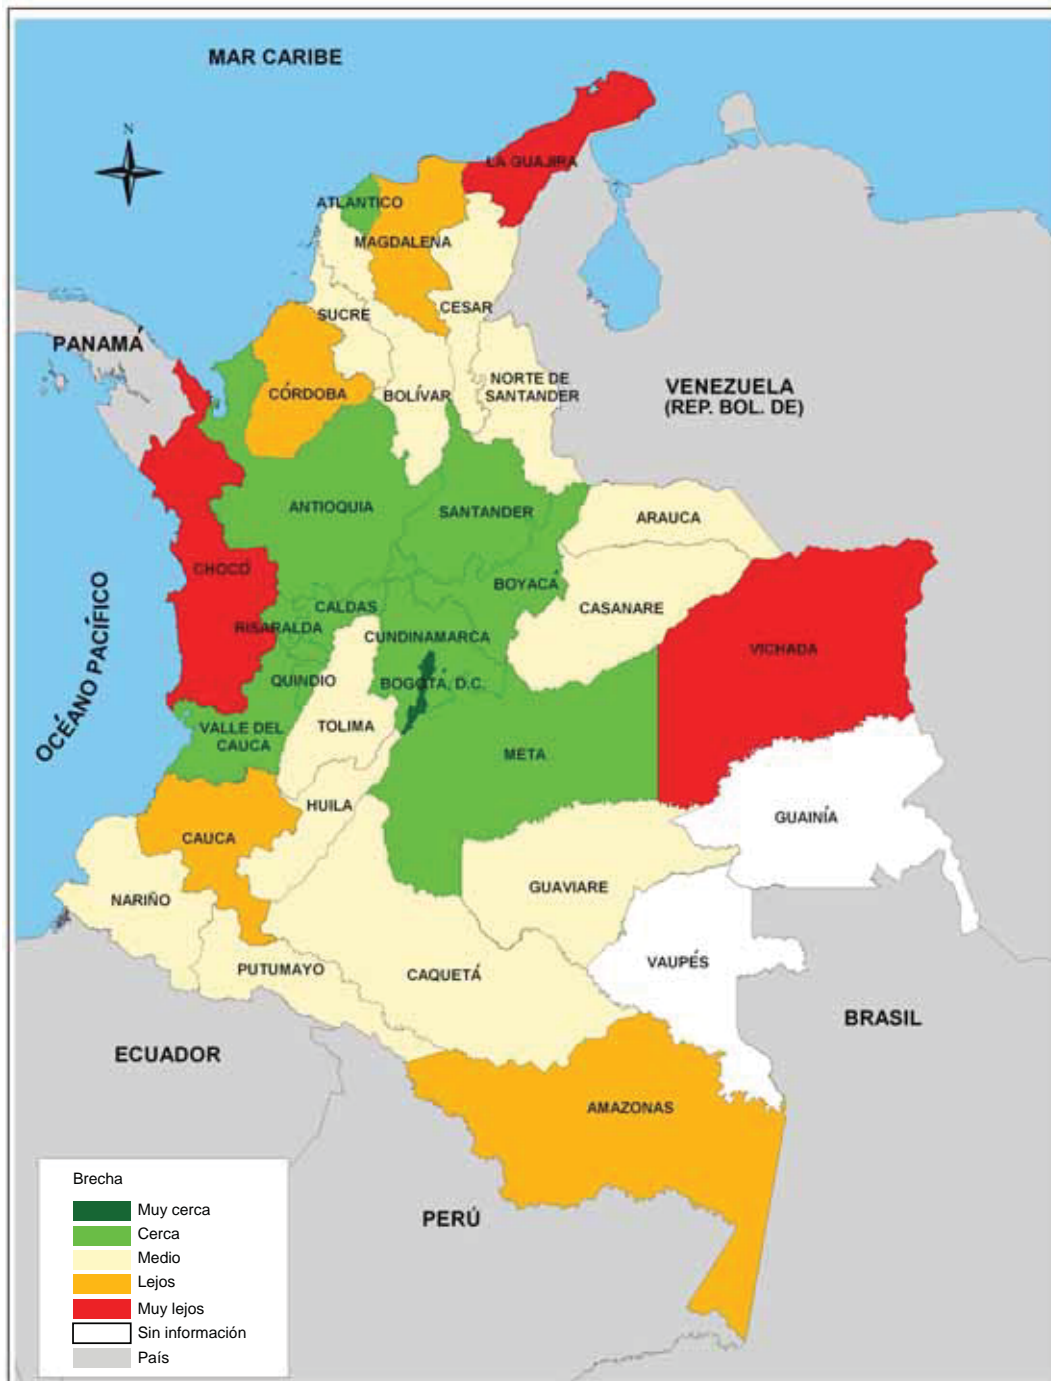 MAR CARIBE
N
LA GUAJIRA
ATLANTICO
MAGDALENA
CESAR
SUCRE
PANAMÁ
CÓRDOBA
BOLÍVAR
NORTE DE
SANTANDER
VENEZUELA
(REP. BOL. DE)
ANTIOQUIA
SANTANDER
ARAUCA
CHOCÓ
BOYACÁ
CASANARE
CALDAS
RISARALDA
CUNDINAMARCA
VICHADA
OCÉANO PACÍFICO
QUINDIO
BOGOTÁ, D.C.
VALLE DEL
CAUCA
TOLIMA
META
HUILA
GUAINÍA
CAUCA
GUAVIARE
NARIÑO
PUTUMAYO
CAQUETÁ
VAUPÉS
BRASIL
ECUADOR
AMAZONAS
PERÚ
Brecha
Muy cerca
Cerca
Medio
Lejos
Muy lejos
Sin información
País